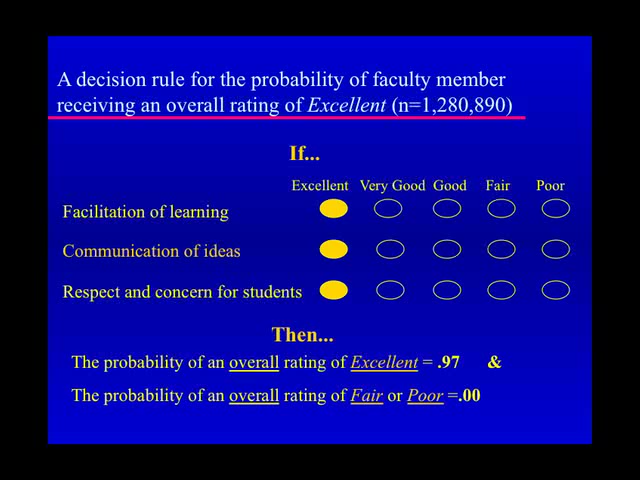 A decision rule for the probability of faculty member
receiving an overall rating of Excellent (n=1,280,890)
If...
Excellent Very Good Good Fair Poor
Facilitation of learning
Communication of ideas
Respect and concern for students
Then...
The probability of an overall rating of Excellent = .97 &
The probability of an overall rating of Fair or Poor =.00